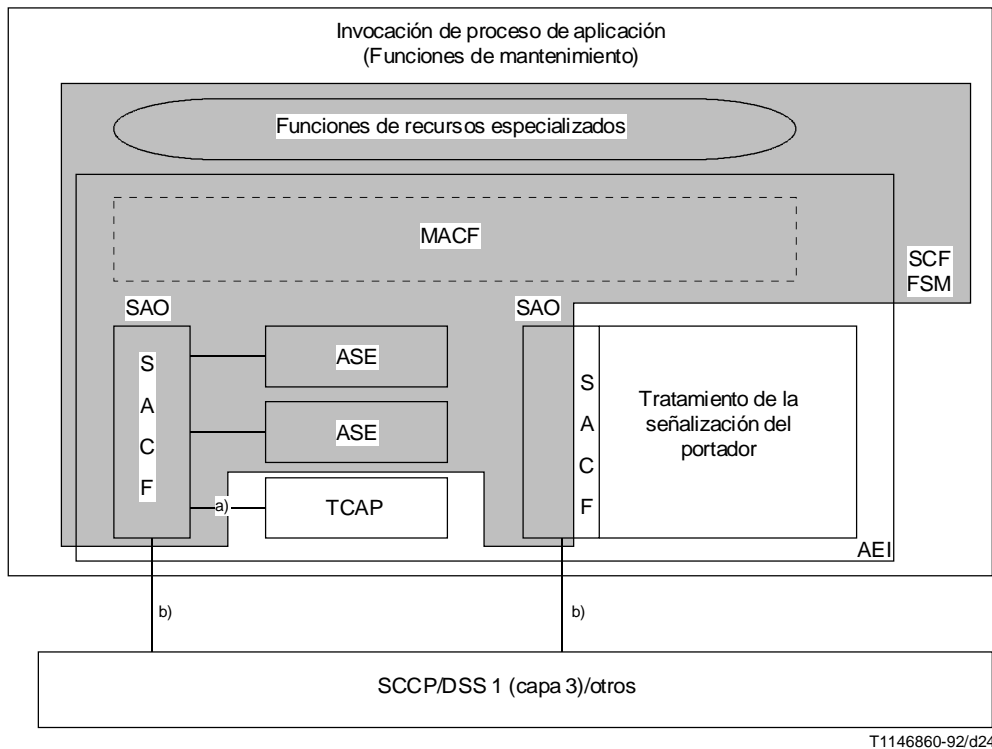 Invocación de proceso de aplicación
(Funciones de mantenimiento)
Funciones de recursos especializados
MACF
SCF
FSM
SAO
SAO
S
A
C
F
ASE
ASE
a)
TCAP
S
A
C
F
Tratamiento de la
señalización del
portador
AEI
b)
b)
SCCP/DSS 1 (capa 3)/otros
T1146860-92/d24